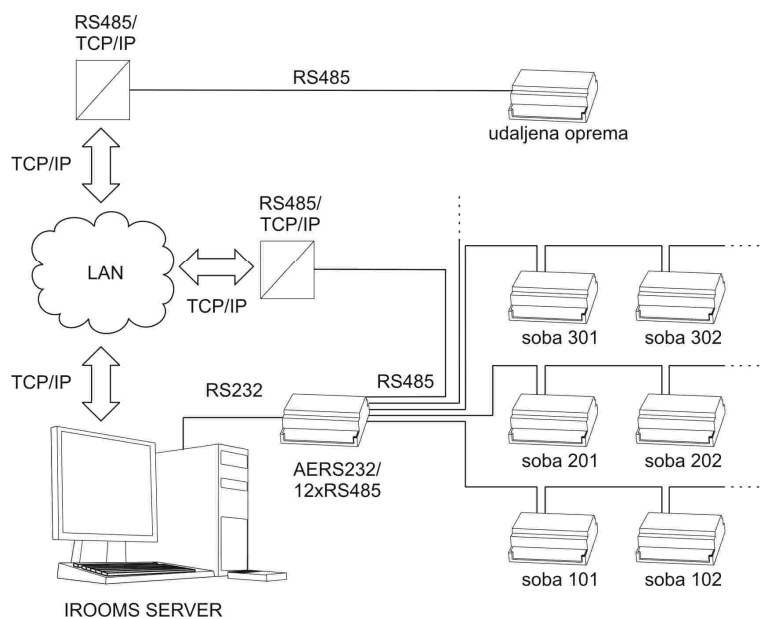 RS485/
TCP/IP
RS485
udaljena oprema
TCP/IP
RS485/
TCP/IP
LAN
TCP/IP
soba 301
soba 302
TCP/IP
RS232
RS485
AERS232/
12xRS485
soba 201
soba 202
soba 101
soba 102
IROOMS SERVER